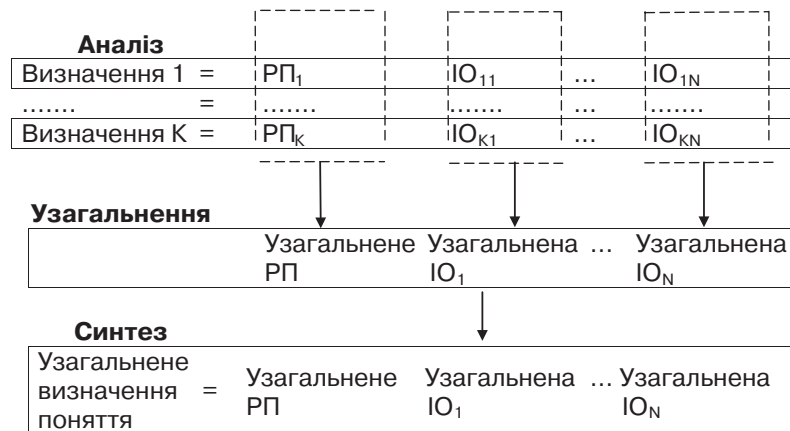 Аналіз
Визначення 1 = РП₁ ІО₁₁ ... ІО₁ₙ
....... = ....... ....... ... .......
Визначення К = РПₖ ІОₖ₁ ... ІОₖₙ
Узагальнення
Узагальнене Узагальнена ... Узагальнена
РП ІО₁ ІОₙ
Синтез
Узагальнене
визначення = Узагальнене Узагальнена ... Узагальнена
поняття РП ІО₁ ІОₙ